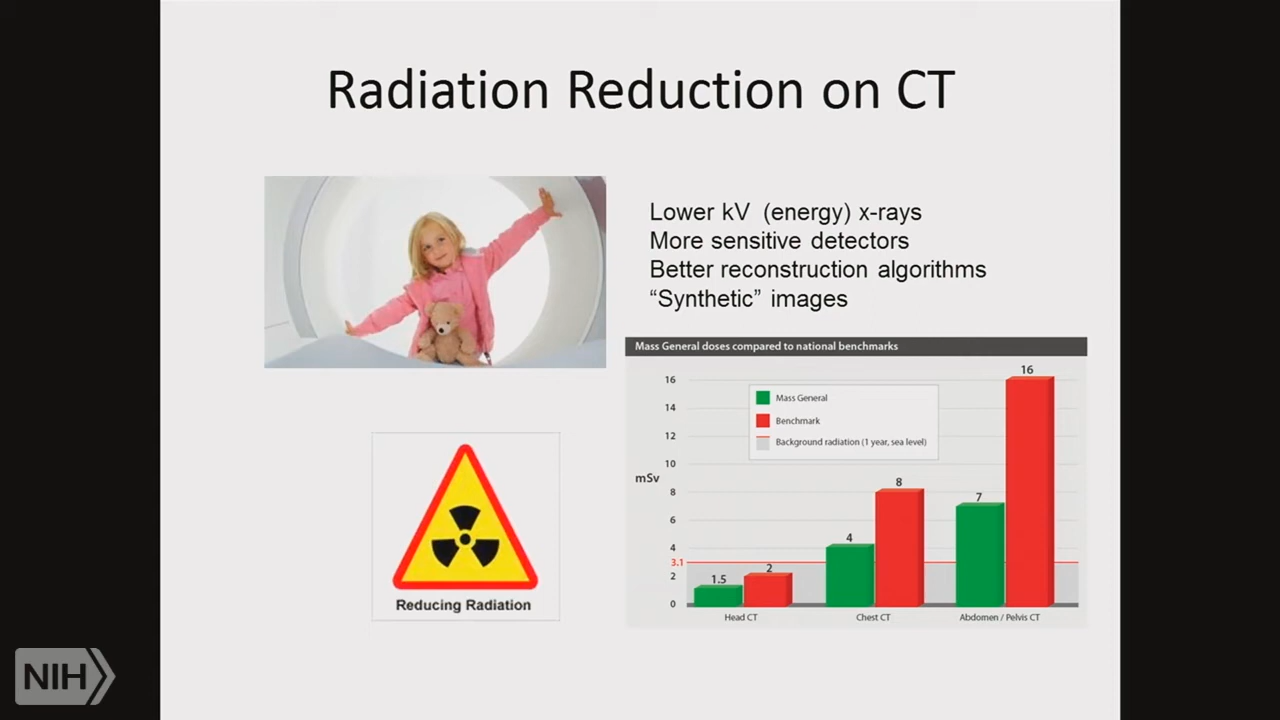 Radiation Reduction on CT
Lower kV (energy) x-rays
More sensitive detectors
Better reconstruction algorithms
“Synthetic” images
Mass General doses compared to national benchmarks
16
16
14
Mass General
Benchmark
12
Background radiation (1 year, sea level)
10
mSv
8
8
7
6
4
4
3.1
2
2
1.5
0
Head CT
Chest CT
Abdomen / Pelvis CT
Reducing Radiation
NIH